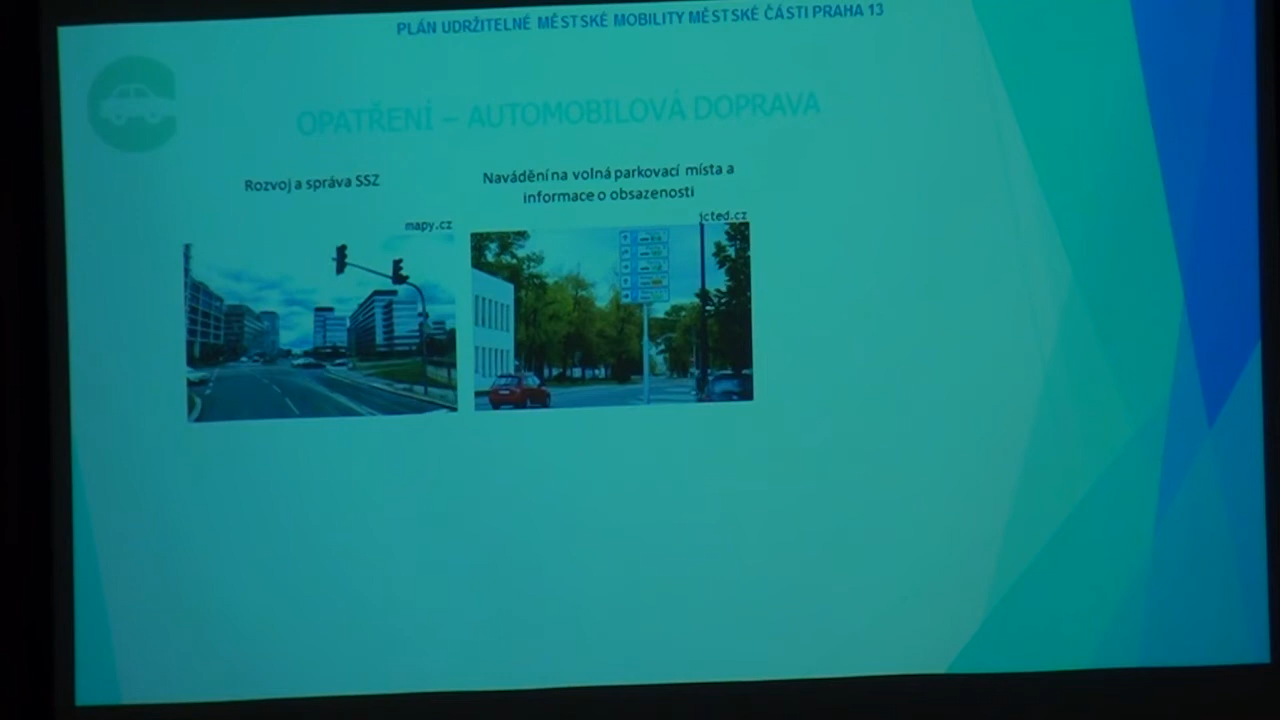 PLÁN UDRŽITELNÉ MĚSTSKÉ MOBILITY MĚSTSKÉ ČÁSTI PRAHA 13
OPATŘENÍ – AUTOMOBILOVÁ DOPRAVA
Rozvoj a správa SSZ
mapy.cz
Navádění na volná parkovací místa a
informace o obsazenosti
jcted.cz